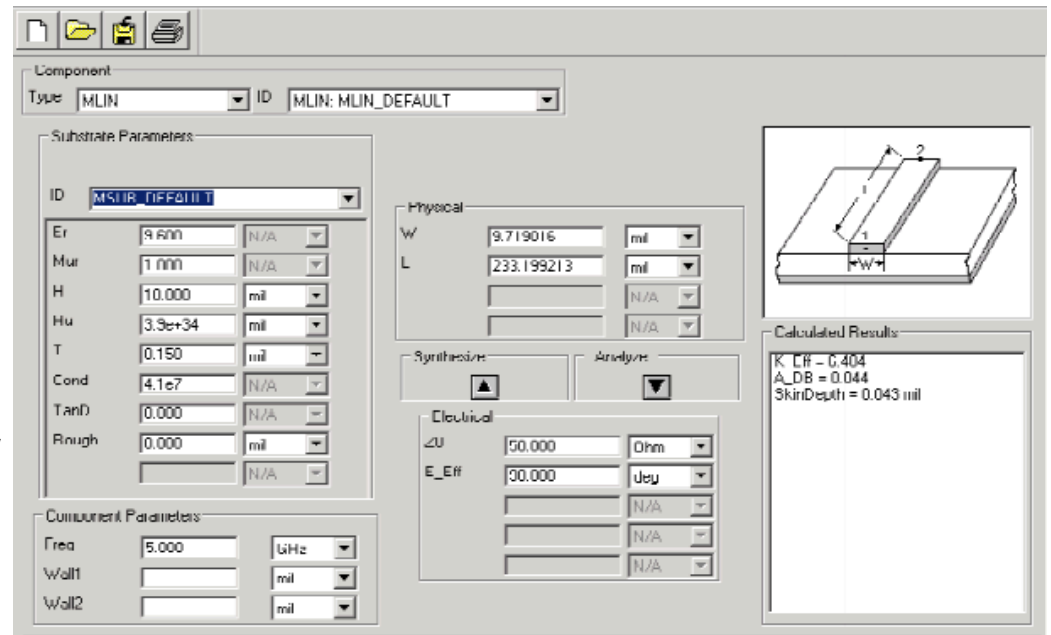 Component
Type MLIN ID MLIN: MLIN_DEFAULT
Substrate Parameters
ID MSUB_DEFAULT
Er 9.600 N/A
Mur 1.000 N/A
H 10.000 mil
Hu 3.9e+34 mil
T 0.150 mil
Cond 4.1e7 N/A
TanD 0.000 N/A
Rough 0.000 mil
N/A
Component Parameters
Freq 5.000 GHz
Wall1 mil
Wall2 mil
Physical
W 9.719016 mil
L 233.199213 mil
N/A
N/A
Synthesize Analyze
Electrical
Z0 50.000 Ohm
E_Eff deg
N/A
N/A
N/A
2
l
1
W
Calculated Results
K_Eff = 6.404
A_DB = 0.044
SkinDepth = 0.043 mil